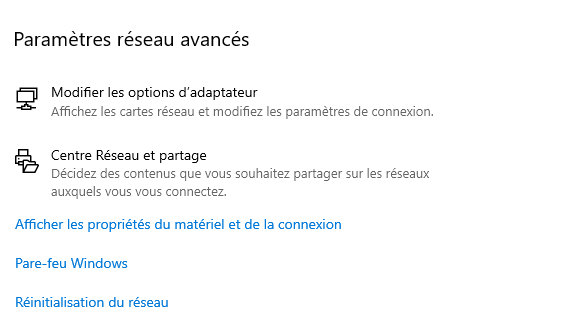 Paramètres réseau avancés
Modifier les options d’adaptateur
Affichez les cartes réseau et modifiez les paramètres de connexion.
Centre Réseau et partage
Décidez des contenus que vous souhaitez partager sur les réseaux
auxquels vous vous connectez.
Afficher les propriétés du matériel et de la connexion
Pare-feu Windows
Réinitialisation du réseau